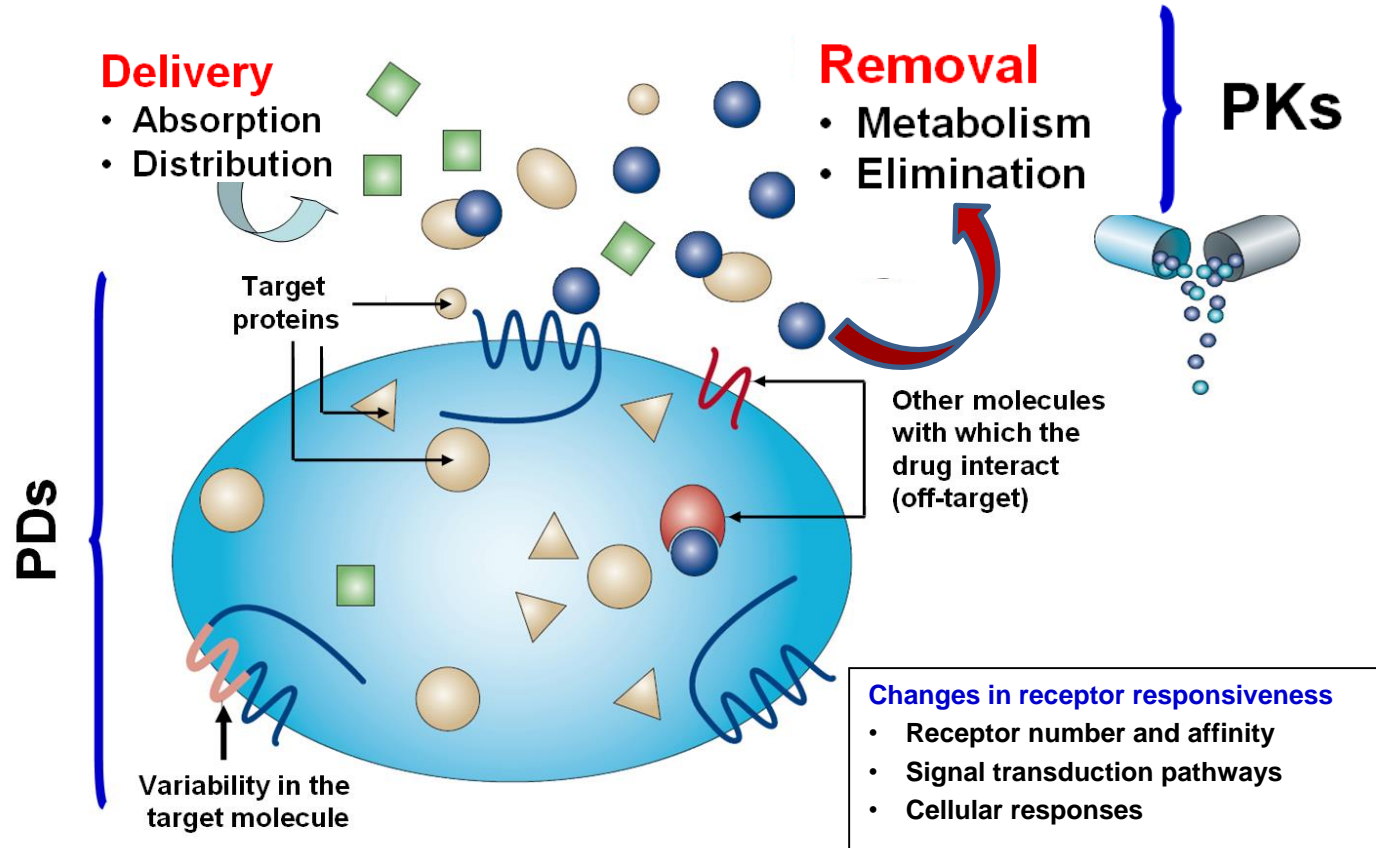 Delivery
• Absorption
• Distribution
Removal
• Metabolism
• Elimination
PKs
Target
proteins
Other molecules
with which the
drug interact
(off-target)
PDs
Variability in the
target molecule
Changes in receptor responsiveness
• Receptor number and affinity
• Signal transduction pathways
• Cellular responses